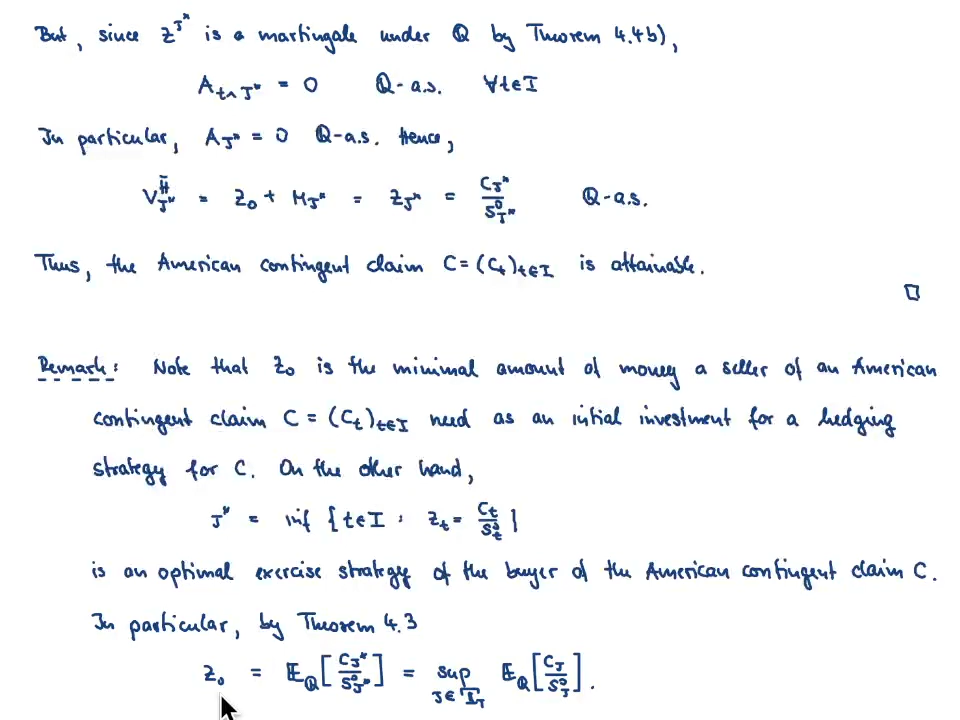 But, since Z^{J*} is a martingale under Q by Theorem 4.4b),
A_{t∧J*} = 0 Q-a.s. ∀t∈I
In particular, A_{J*} = 0 Q-a.s. Hence,
V^{H̄}_{J*} = Z_0 + M_{J*} = Z_{J*} = C_{J*}/S^0_{J*} Q-a.s.
Thus, the American contingent claim C=(C_t)_{t∈I} is attainable.
□
Remark: Note that Z_0 is the minimal amount of money a seller of an American
contingent claim C = (C_t)_{t∈I} need as an initial investment for a hedging
strategy for C. On the other hand,
J* = inf {t∈I : Z_t = C_t/S^0_t}
is an optimal exercise strategy of the buyer of the American contingent claim C.
In particular, by Theorem 4.3
Z_0 = E_Q[C_{J*}/S^0_{J*}] = sup_{J∈𝒯_T} E_Q[C_J/S^0_J].